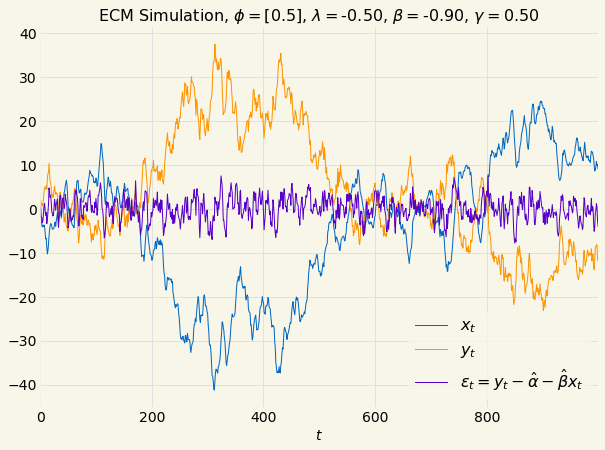 ECM Simulation, ϕ = [0.5], λ = -0.50, β = -0.90, γ = 0.50
40
30
20
10
0
−10
−20
−30
−40
0 200 400 600 800
t
x_t
y_t
ε_t = y_t − α̂ − β̂x_t